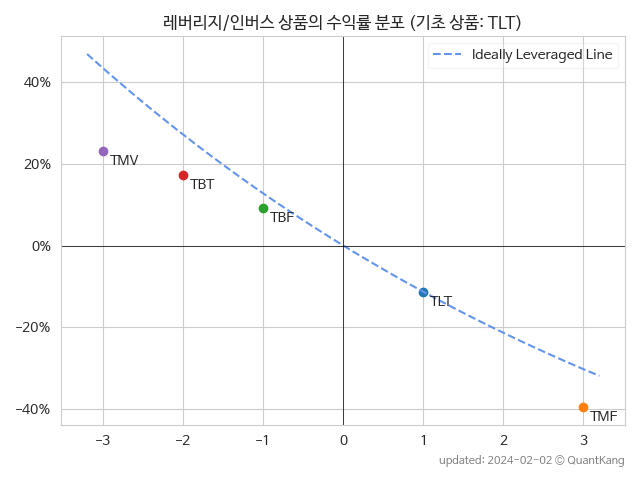 레버리지/인버스 상품의 수익률 분포 (기초 상품: TLT)
Ideally Leveraged Line
40%
20%
0%
−20%
−40%
TMV
TBT
TBF
TLT
TMF
−3 −2 −1 0 1 2 3
updated: 2024-02-02 © QuantKang